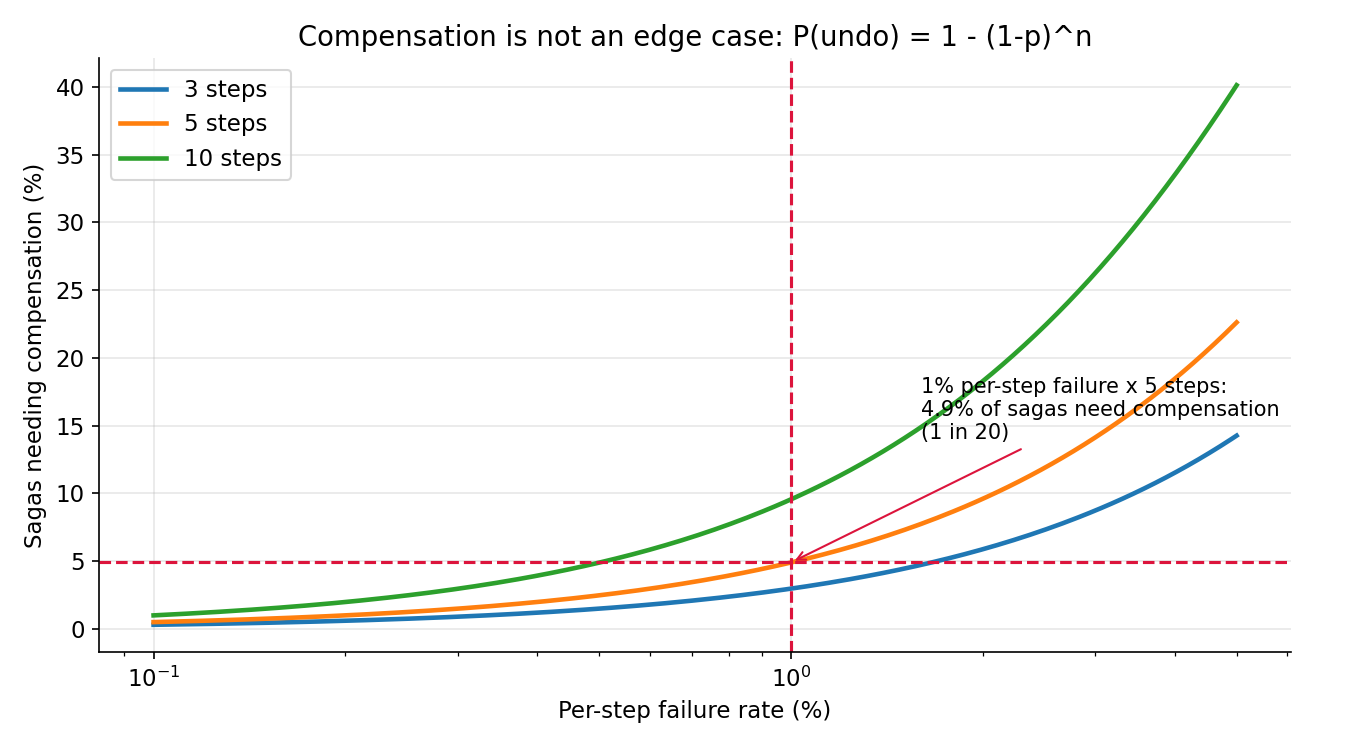 Compensation is not an edge case: P(undo) = 1 - (1-p)^n
3 steps
5 steps
10 steps
Sagas needing compensation (%)
40
35
30
25
20
15
10
5
0
1% per-step failure x 5 steps:
4.9% of sagas need compensation
(1 in 20)
10⁻¹
10⁰
Per-step failure rate (%)